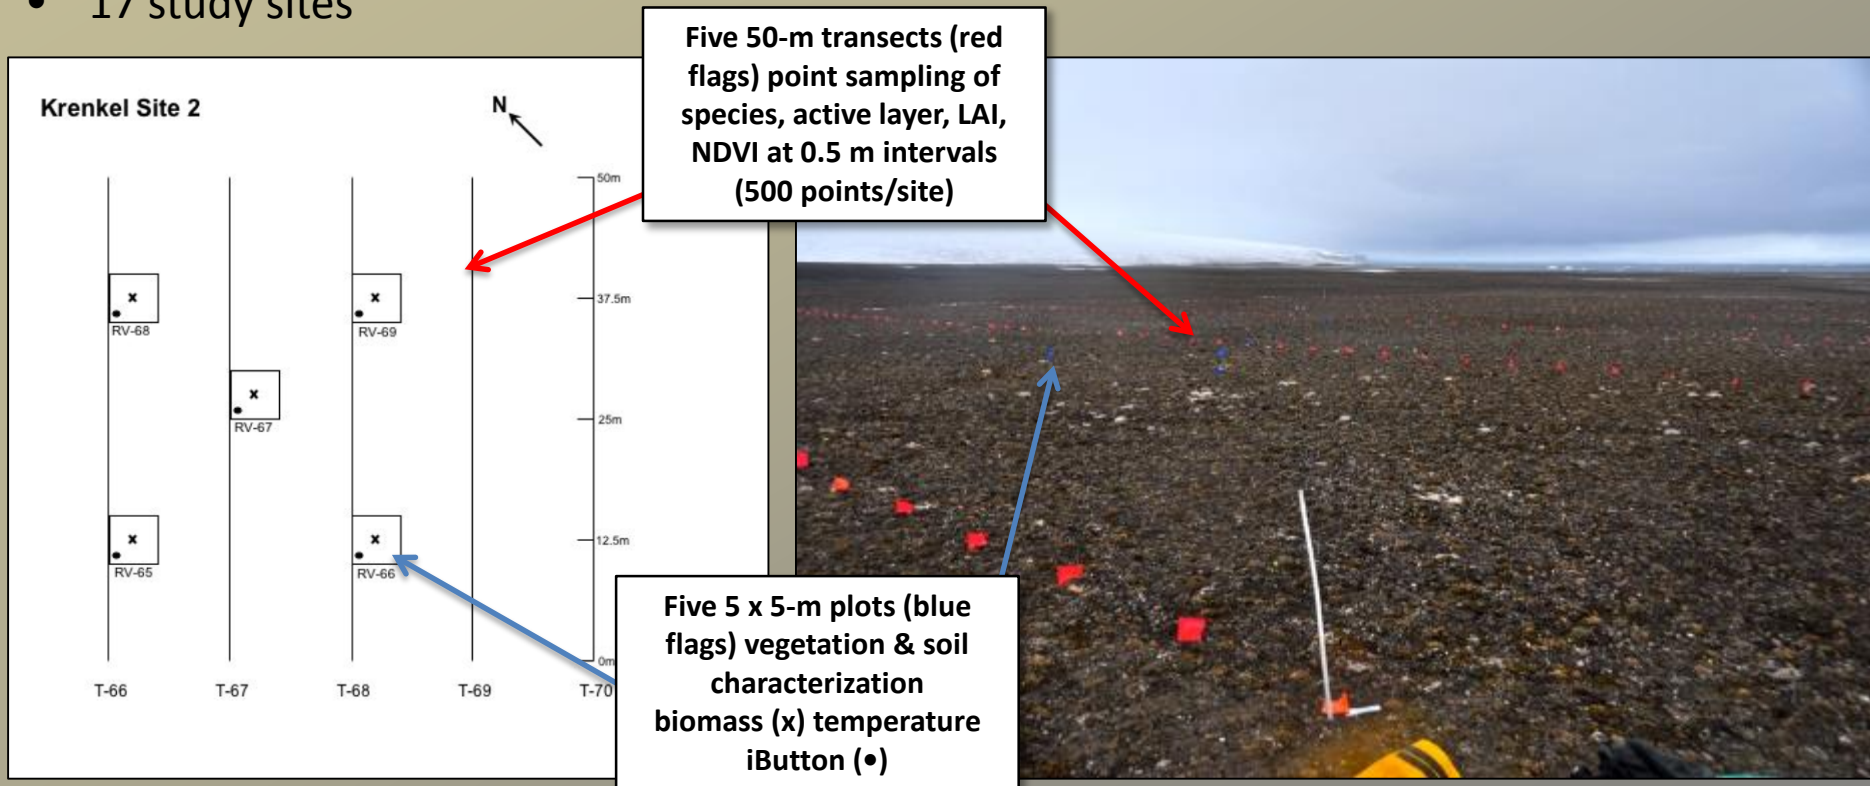 • 17 study sites
Five 50-m transects (red
flags) point sampling of
species, active layer, LAI,
NDVI at 0.5 m intervals
(500 points/site)
Krenkel Site 2
N
50m
37.5m
25m
12.5m
0m
RV-68
RV-69
RV-67
RV-65
RV-66
T-66
T-67
T-68
T-69
T-70
Five 5 x 5-m plots (blue
flags) vegetation & soil
characterization
biomass (x) temperature
iButton (•)